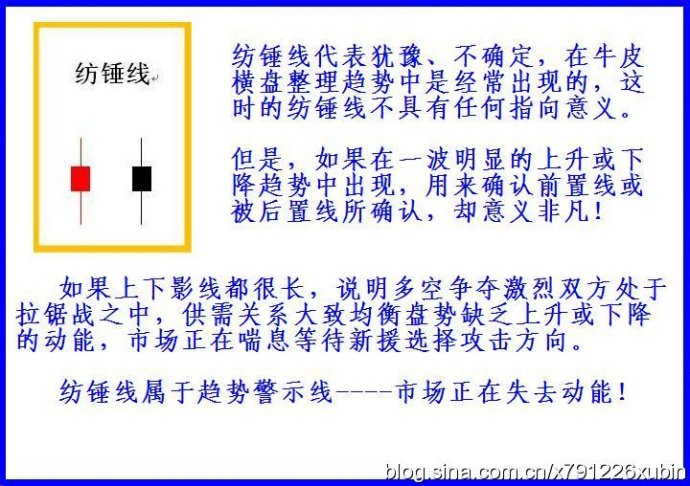 纺锤线
纺锤线代表犹豫、不确定，在牛皮
横盘整理趋势中是经常出现的，这
时的纺锤线不具有任何指向意义。
但是，如果在一波明显的上升或下
降趋势中出现，用来确认前置线或
被后置线所确认，却意义非凡！
如果上下影线都很长，说明多空争夺激烈双方处于
拉锯战之中，供需关系大致均衡盘势缺乏上升或下降
的动能，市场正在喘息等待新援选择攻击方向。
纺锤线属于趋势警示线----市场正在失去动能！
blog.sina.com.cn/x791226xubin